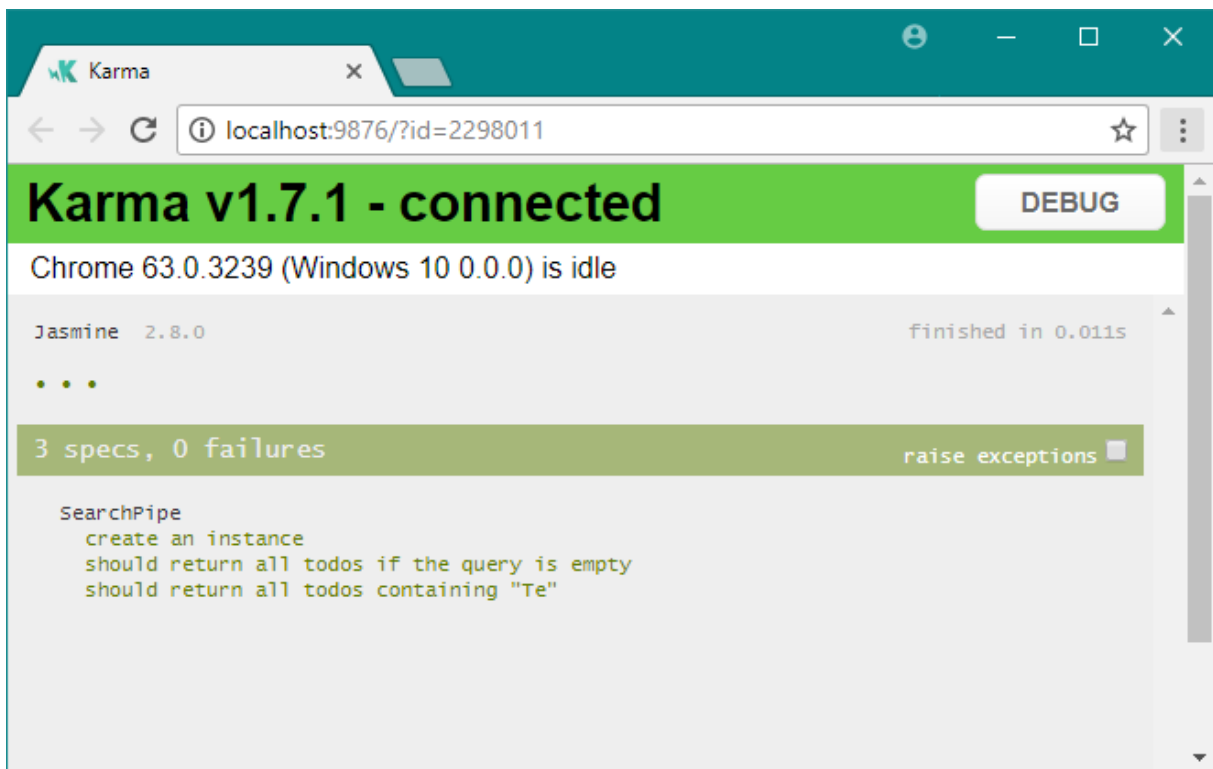 Karma
localhost:9876/?id=2298011
Karma v1.7.1 - connected
DEBUG
Chrome 63.0.3239 (Windows 10 0.0.0) is idle
Jasmine 2.8.0
finished in 0.011s
3 specs, 0 failures
raise exceptions
SearchPipe
create an instance
should return all todos if the query is empty
should return all todos containing "Te"